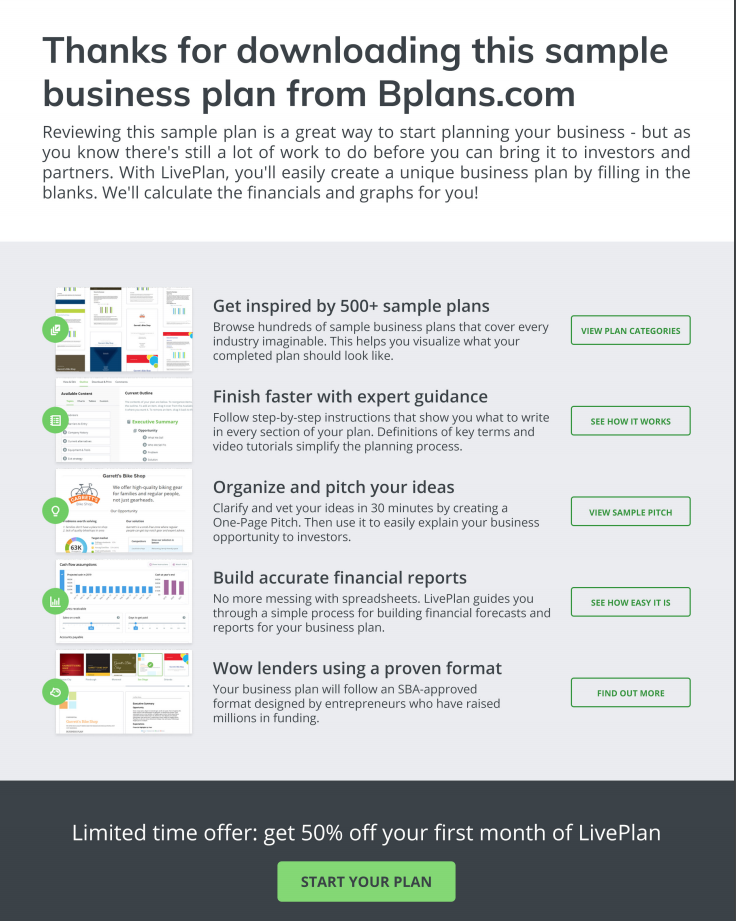 Thanks for downloading this sample
business plan from Bplans.com
Reviewing this sample plan is a great way to start planning your business - but as
you know there's still a lot of work to do before you can bring it to investors and
partners. With LivePlan, you'll easily create a unique business plan by filling in the
blanks. We'll calculate the financials and graphs for you!
Get inspired by 500+ sample plans
Browse hundreds of sample business plans that cover every
industry imaginable. This helps you visualize what your
completed plan should look like.
VIEW PLAN CATEGORIES
Available Content
Current Outline
Executive Summary
Opportunity
Finish faster with expert guidance
Follow step-by-step instructions that show you what to write
in every section of your plan. Definitions of key terms and
video tutorials simplify the planning process.
SEE HOW IT WORKS
Garrett's Bike Shop
GARRETT'S
We offer high-quality biking gear
for families and regular people,
not just gearheads.
Our Opportunity
63K
Organize and pitch your ideas
Clarify and vet your ideas in 30 minutes by creating a
One-Page Pitch. Then use it to easily explain your business
opportunity to investors.
VIEW SAMPLE PITCH
Cash flow assumptions
Build accurate financial reports
No more messing with spreadsheets. LivePlan guides you
through a simple process for building financial forecasts and
reports for your business plan.
SEE HOW EASY IT IS
Wow lenders using a proven format
Your business plan will follow an SBA-approved
format designed by entrepreneurs who have raised
millions in funding.
FIND OUT MORE
Limited time offer: get 50% off your first month of LivePlan
START YOUR PLAN